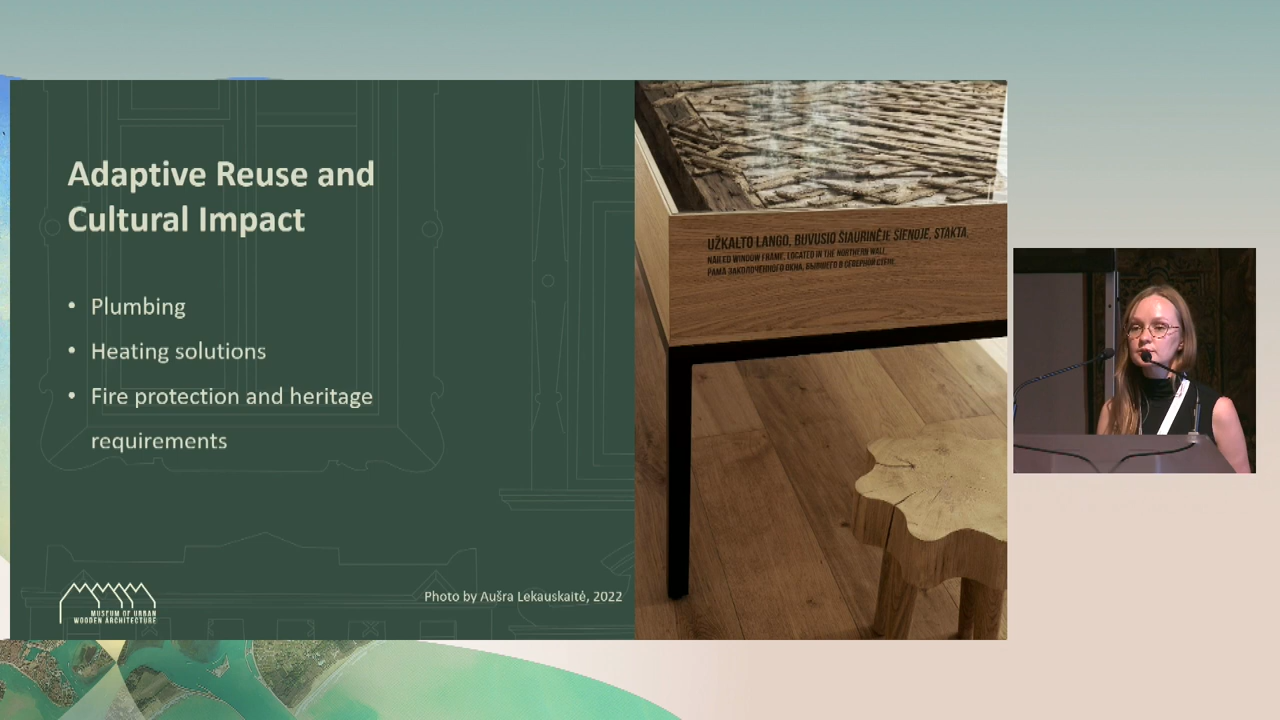 Adaptive Reuse and
Cultural Impact
• Plumbing
• Heating solutions
• Fire protection and heritage
requirements
Photo by Aušra Lekauskaitė, 2022
MUSEUM OF URBAN
WOODEN ARCHITECTURE
UŽKALTO LANGO, BUVUSIO ŠIAURINĖJE SIENOJE, STAKTA.
NAILED WINDOW FRAME, LOCATED IN THE NORTHERN WALL.
РАМА ЗАКОЛОЧЕННОГО ОКНА, БЫВШЕГО В СЕВЕРНОЙ СТЕНЕ.